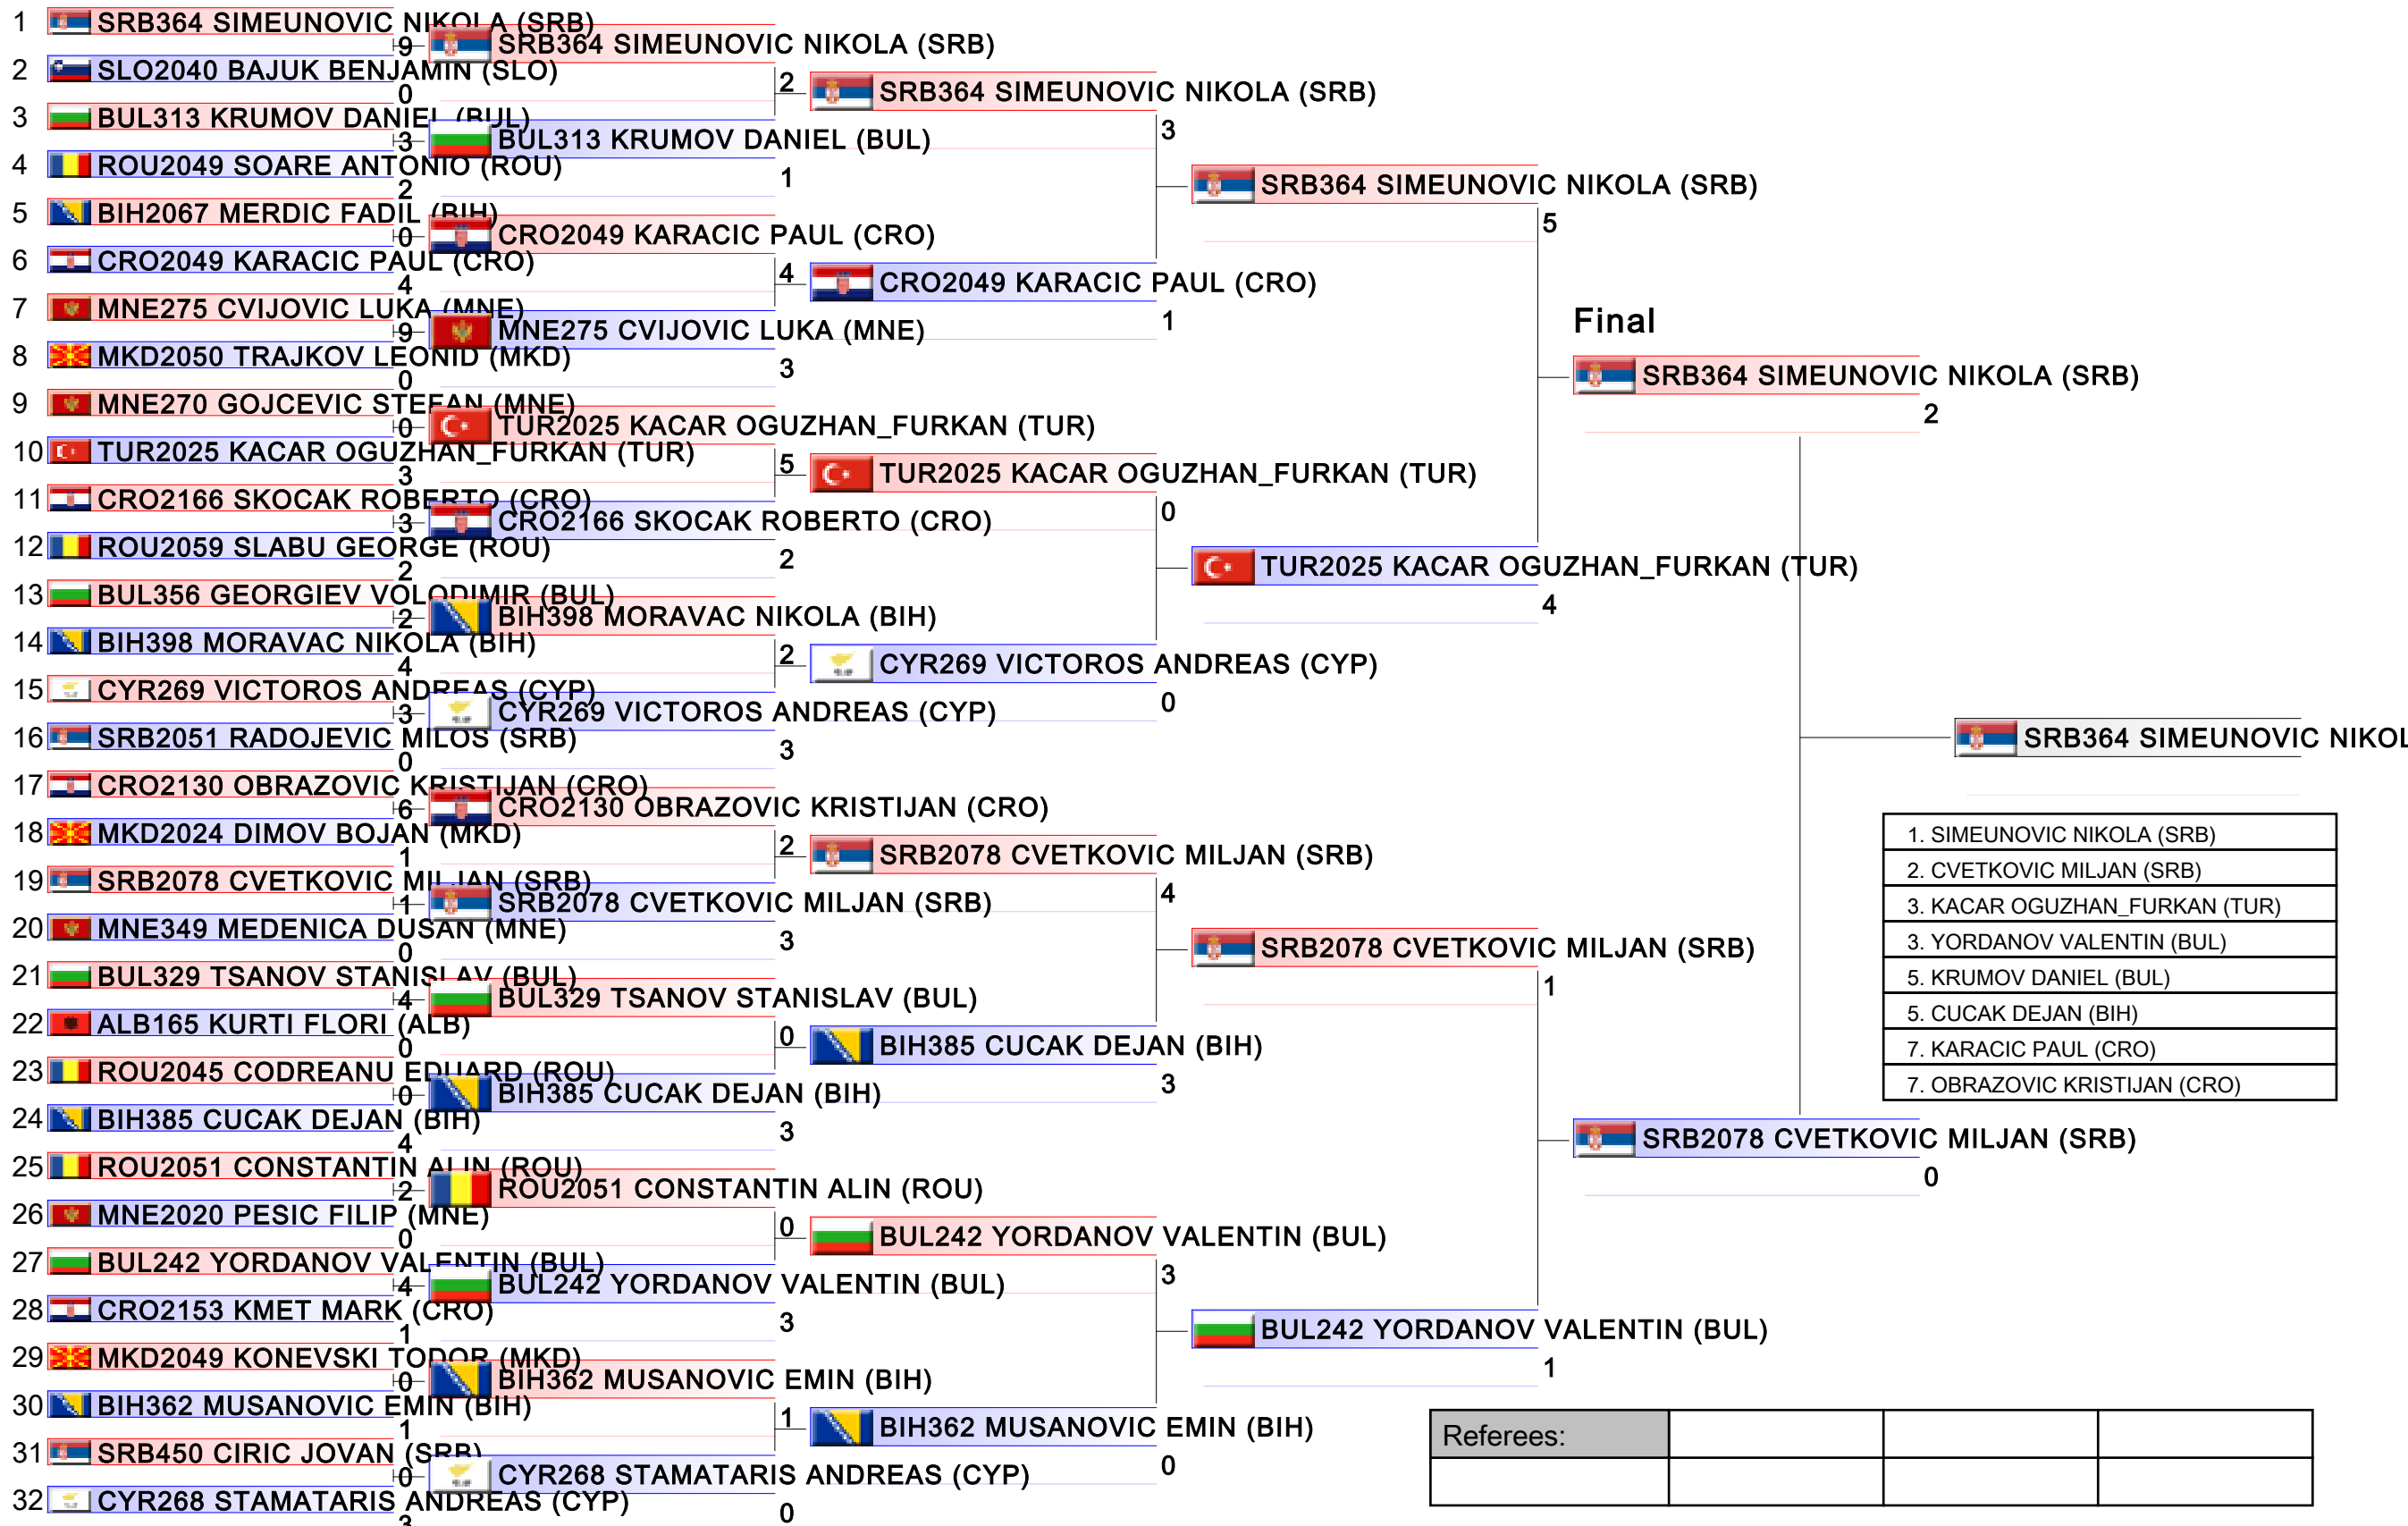 1 SRB364 SIMEUNOVIC NIKOLA (SRB)
9
2 SLO2040 BAJUK BENJAMIN (SLO)
0
3 BUL313 KRUMOV DANIEL (BUL)
3
4 ROU2049 SOARE ANTONIO (ROU)
2
5 BIH2067 MERDIC FADIL (BIH)
0
6 CRO2049 KARACIC PAUL (CRO)
4
7 MNE275 CVIJOVIC LUKA (MNE)
9
8 MKD2050 TRAJKOV LEONID (MKD)
0
9 MNE270 GOJCEVIC STEFAN (MNE)
0
10 TUR2025 KACAR OGUZHAN_FURKAN (TUR)
3
11 CRO2166 SKOCAK ROBERTO (CRO)
3
12 ROU2059 SLABU GEORGE (ROU)
2
13 BUL356 GEORGIEV VOLODIMIR (BUL)
2
14 BIH398 MORAVAC NIKOLA (BIH)
4
15 CYR269 VICTOROS ANDREAS (CYP)
3
16 SRB2051 RADOJEVIC MILOS (SRB)
0
17 CRO2130 OBRAZOVIC KRISTIJAN (CRO)
6
18 MKD2024 DIMOV BOJAN (MKD)
1
19 SRB2078 CVETKOVIC MILJAN (SRB)
1
20 MNE349 MEDENICA DUSAN (MNE)
0
21 BUL329 TSANOV STANISLAV (BUL)
4
22 ALB165 KURTI FLORI (ALB)
0
23 ROU2045 CODREANU EDUARD (ROU)
0
24 BIH385 CUCAK DEJAN (BIH)
4
25 ROU2051 CONSTANTIN ALIN (ROU)
2
26 MNE2020 PESIC FILIP (MNE)
0
27 BUL242 YORDANOV VALENTIN (BUL)
4
28 CRO2153 KMET MARK (CRO)
1
29 MKD2049 KONEVSKI TODOR (MKD)
0
30 BIH362 MUSANOVIC EMIN (BIH)
1
31 SRB450 CIRIC JOVAN (SRB)
0
32 CYR268 STAMATARIS ANDREAS (CYP)
3
SRB364 SIMEUNOVIC NIKOLA (SRB)
2
BUL313 KRUMOV DANIEL (BUL)
1
CRO2049 KARACIC PAUL (CRO)
4
MNE275 CVIJOVIC LUKA (MNE)
3
TUR2025 KACAR OGUZHAN_FURKAN (TUR)
5
CRO2166 SKOCAK ROBERTO (CRO)
2
BIH398 MORAVAC NIKOLA (BIH)
2
CYR269 VICTOROS ANDREAS (CYP)
3
CRO2130 OBRAZOVIC KRISTIJAN (CRO)
2
SRB2078 CVETKOVIC MILJAN (SRB)
3
BUL329 TSANOV STANISLAV (BUL)
0
BIH385 CUCAK DEJAN (BIH)
3
ROU2051 CONSTANTIN ALIN (ROU)
0
BUL242 YORDANOV VALENTIN (BUL)
3
BIH362 MUSANOVIC EMIN (BIH)
1
CYR268 STAMATARIS ANDREAS (CYP)
0
SRB364 SIMEUNOVIC NIKOLA (SRB)
3
CRO2049 KARACIC PAUL (CRO)
1
TUR2025 KACAR OGUZHAN_FURKAN (TUR)
0
CYR269 VICTOROS ANDREAS (CYP)
0
SRB2078 CVETKOVIC MILJAN (SRB)
4
BIH385 CUCAK DEJAN (BIH)
3
BUL242 YORDANOV VALENTIN (BUL)
3
BIH362 MUSANOVIC EMIN (BIH)
0
SRB364 SIMEUNOVIC NIKOLA (SRB)
5
TUR2025 KACAR OGUZHAN_FURKAN (TUR)
4
SRB2078 CVETKOVIC MILJAN (SRB)
1
BUL242 YORDANOV VALENTIN (BUL)
1
Final
SRB364 SIMEUNOVIC NIKOLA (SRB)
2
SRB2078 CVETKOVIC MILJAN (SRB)
0
SRB364 SIMEUNOVIC NIKOL
1. SIMEUNOVIC NIKOLA (SRB)
2. CVETKOVIC MILJAN (SRB)
3. KACAR OGUZHAN_FURKAN (TUR)
3. YORDANOV VALENTIN (BUL)
5. KRUMOV DANIEL (BUL)
5. CUCAK DEJAN (BIH)
7. KARACIC PAUL (CRO)
7. OBRAZOVIC KRISTIJAN (CRO)
Referees: